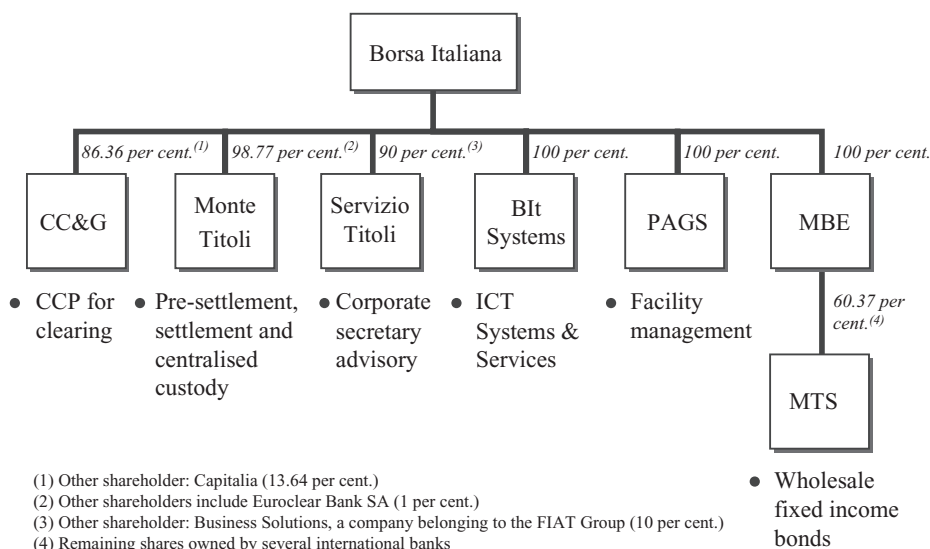 Borsa Italiana
86.36 per cent.(1)
98.77 per cent.(2)
90 per cent.(3)
100 per cent.
100 per cent.
100 per cent.
CC&G
Monte
Titoli
Servizio
Titoli
BIt
Systems
PAGS
MBE
● CCP for
clearing
● Pre-settlement,
settlement and
centralised
custody
● Corporate
secretary
advisory
● ICT
Systems &
Services
● Facility
management
60.37 per
cent.(4)
MTS
● Wholesale
fixed income
bonds
(1) Other shareholder: Capitalia (13.64 per cent.)
(2) Other shareholders include Euroclear Bank SA (1 per cent.)
(3) Other shareholder: Business Solutions, a company belonging to the FIAT Group (10 per cent.)
(4) Remaining shares owned by several international banks